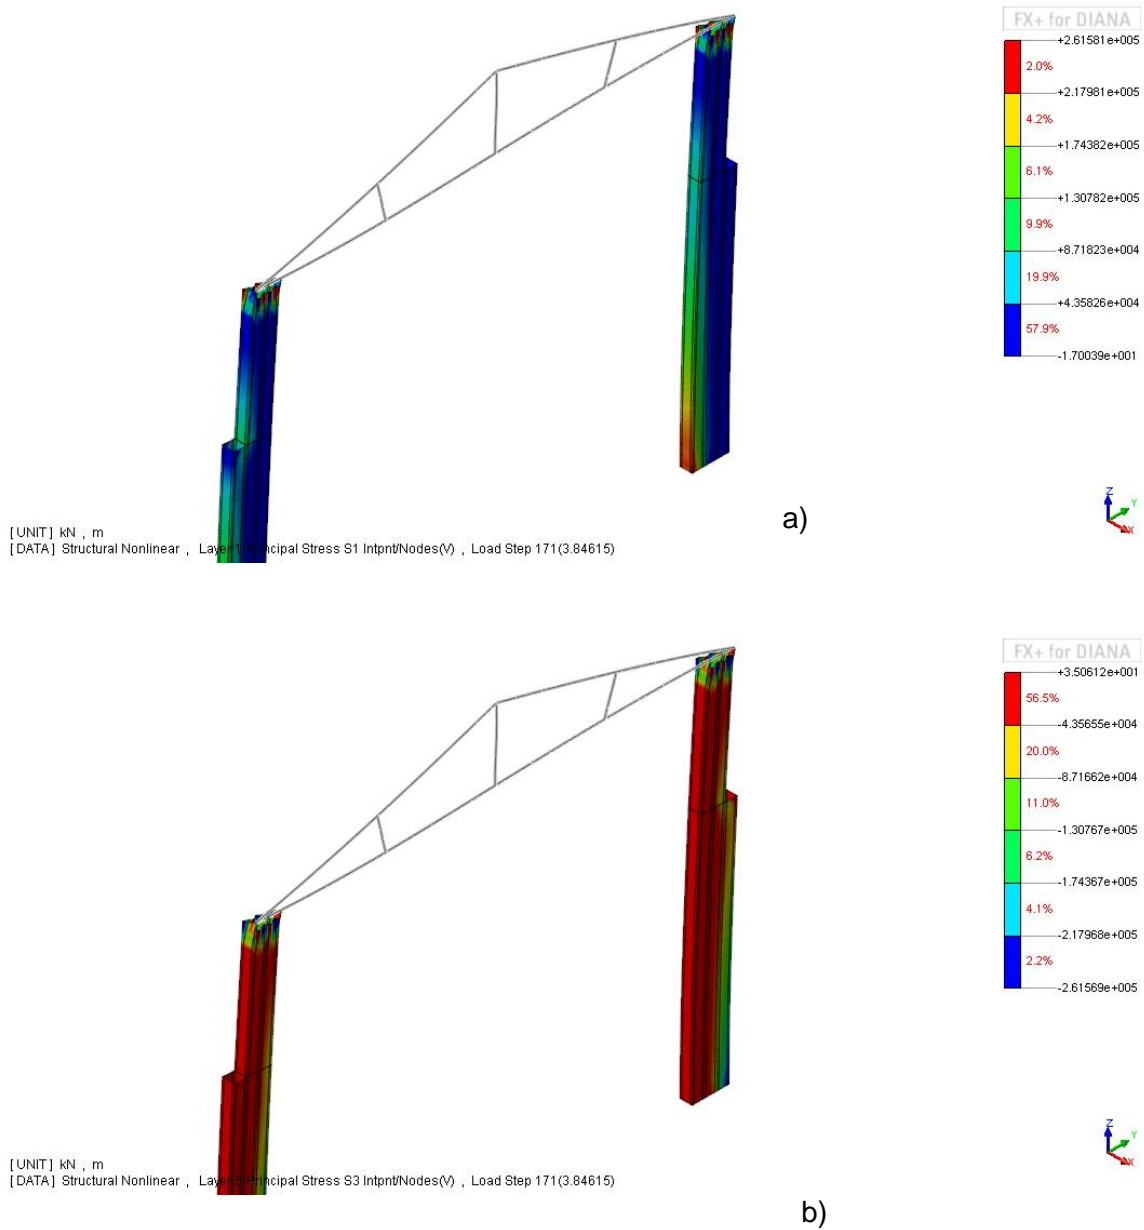 FX+ for DIANA
+2.61581e+005
2.0%
+2.17981e+005
4.2%
+1.74382e+005
6.1%
+1.30782e+005
9.9%
+8.71823e+004
19.9%
+4.35826e+004
57.9%
-1.70039e+001
a)
Z
Y
X
[UNIT] kN , m
[DATA] Structural Nonlinear , Layer 1 Principal Stress S1 Intpnt/Nodes(V) , Load Step 171(3.84615)
FX+ for DIANA
+3.50612e+001
56.5%
-4.35655e+004
20.0%
-8.71662e+004
11.0%
-1.30767e+005
6.2%
-1.74367e+005
4.1%
-2.17968e+005
2.2%
-2.61569e+005
Z
Y
X
[UNIT] kN , m
[DATA] Structural Nonlinear , Principal Stress S3 Intpnt/Nodes(V) , Load Step 171(3.84615)
b)